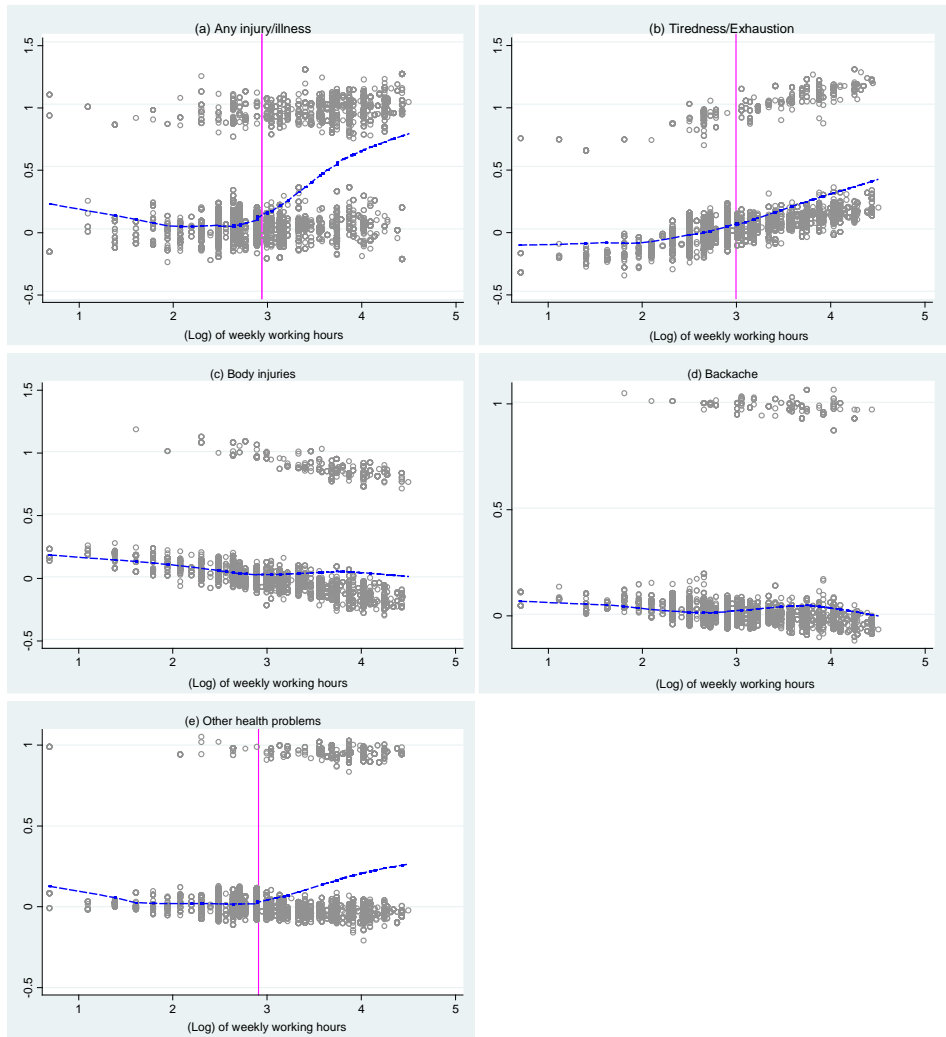 (a) Any injury/illness
1.5
1
0.5
0
-0.5
1 2 3 4 5
(Log) of weekly working hours
(b) Tiredness/Exhaustion
1.5
1
0.5
0
-0.5
1 2 3 4 5
(Log) of weekly working hours
(c) Body injuries
1.5
1
0.5
0
-0.5
1 2 3 4 5
(Log) of weekly working hours
(d) Backache
1
0.5
0
1 2 3 4 5
(Log) of weekly working hours
(e) Other health problems
1
0.5
0
-0.5
1 2 3 4 5
(Log) of weekly working hours